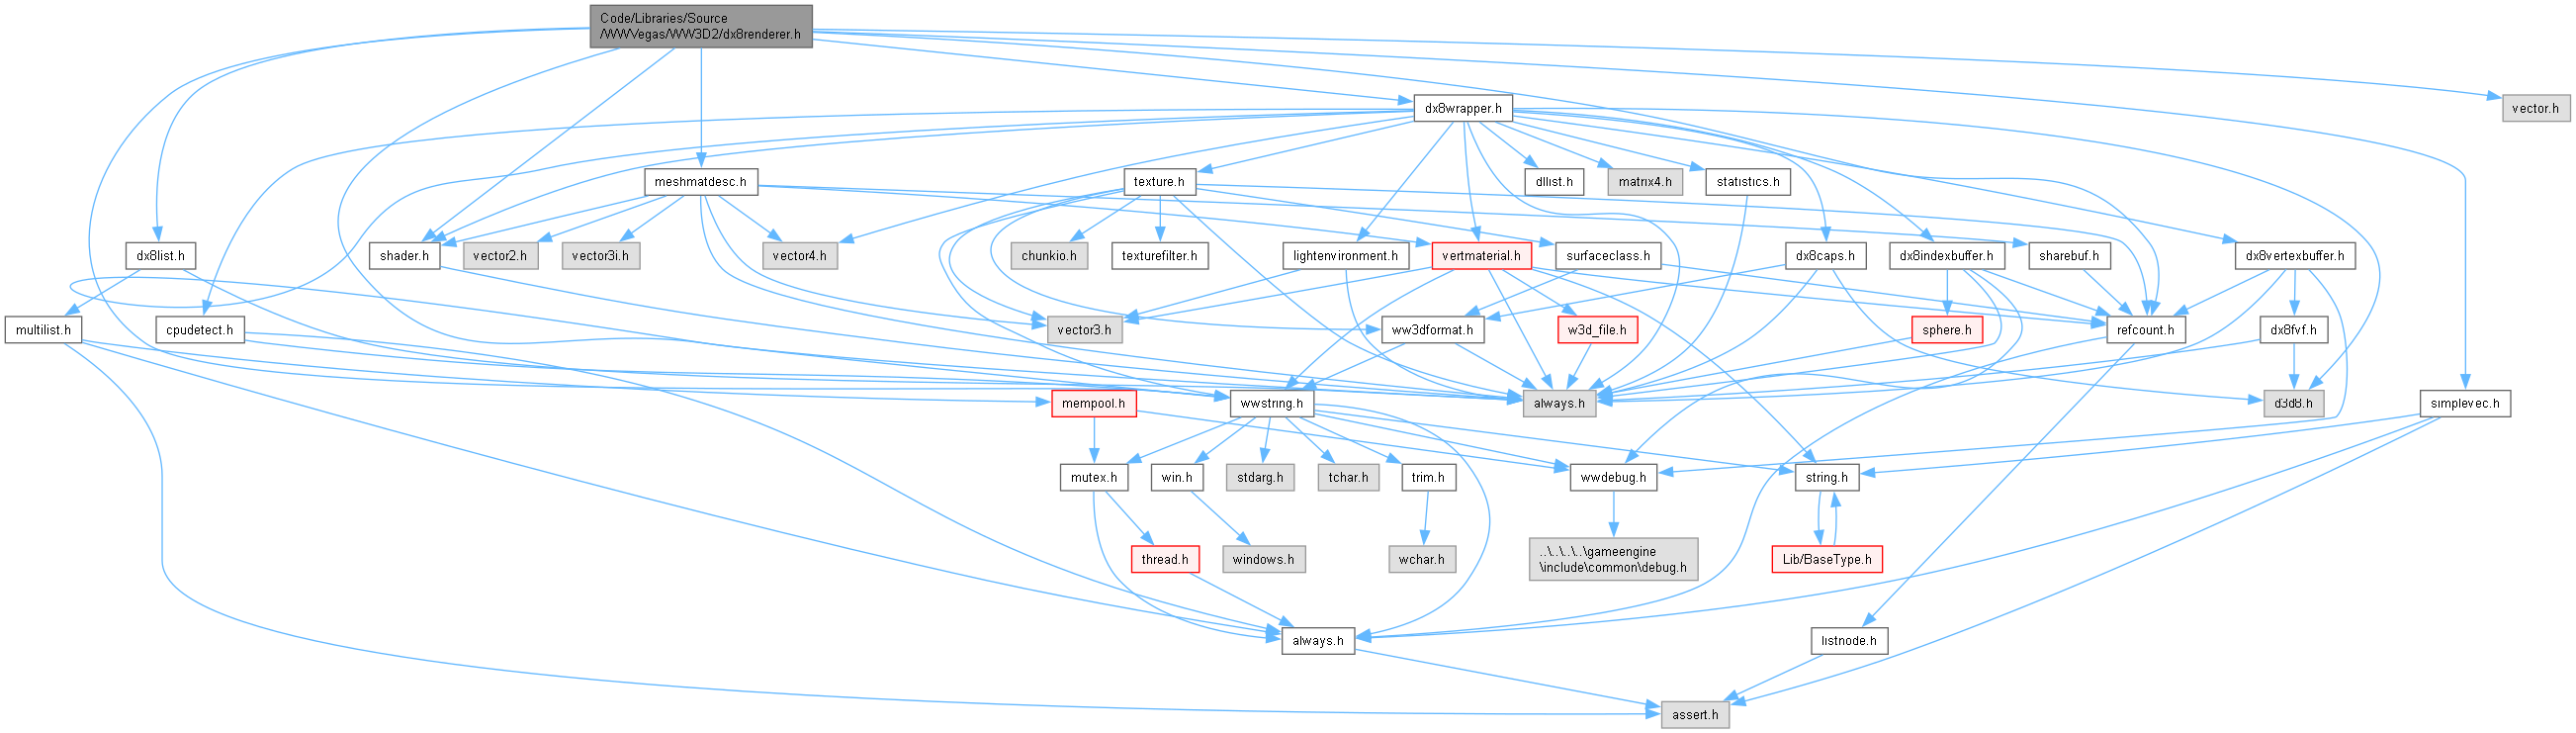 Code/Libraries/Source
/WWVegas/WW3D2/dx8renderer.h
dx8wrapper.h
vector.h
meshmatdesc.h
texture.h
dllist.h
matrix4.h
statistics.h
dx8list.h
shader.h
vector2.h
vector3i.h
vector4.h
chunkio.h
texturefilter.h
lightenvironment.h
vertmaterial.h
surfaceclass.h
dx8caps.h
dx8indexbuffer.h
sharebuf.h
dx8vertexbuffer.h
multilist.h
cpudetect.h
vector3.h
ww3dformat.h
w3d_file.h
sphere.h
refcount.h
dx8fvf.h
mempool.h
wwstring.h
always.h
d3d8.h
simplevec.h
mutex.h
win.h
stdarg.h
tchar.h
trim.h
wwdebug.h
string.h
thread.h
windows.h
wchar.h
..\..\..\..\gameengine
\include\common\debug.h
Lib/BaseType.h
always.h
listnode.h
assert.h